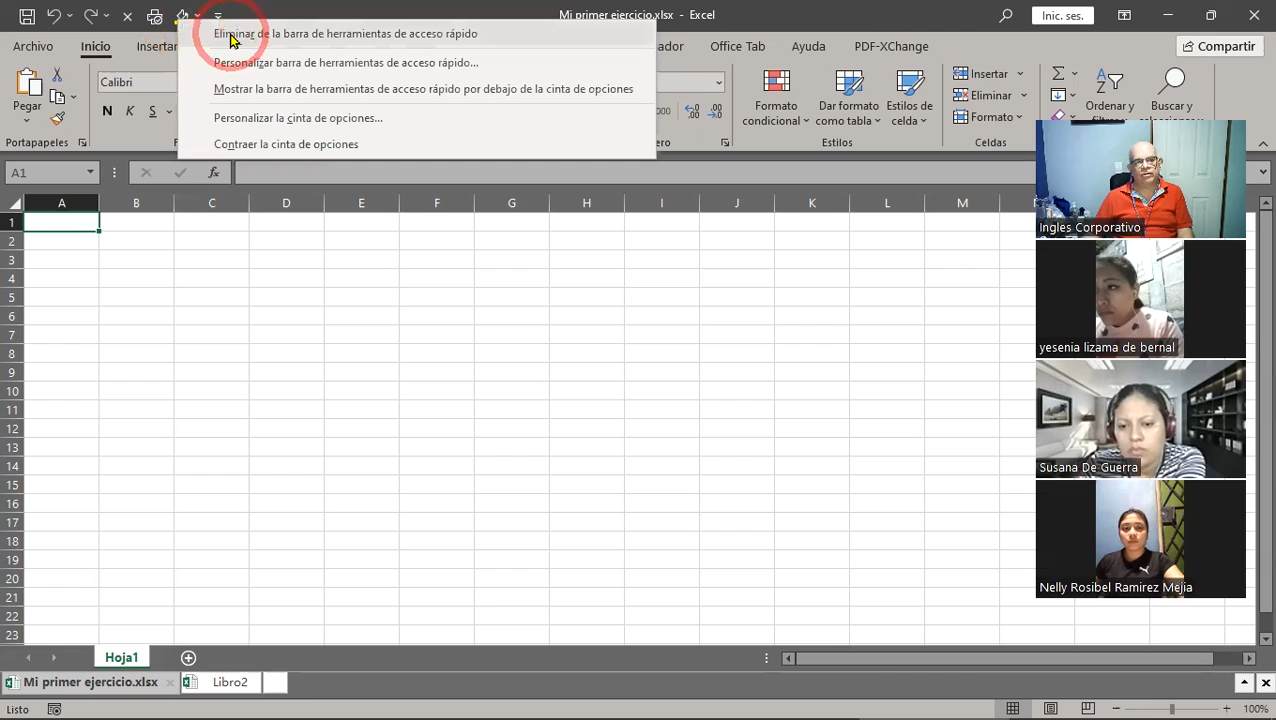 Mi primer ejercicio.xlsx - Excel
Inic. ses.
Archivo
Inicio
Insertar
Ayuda
PDF-XChange
Office Tab
Compartir
Eliminar de la barra de herramientas de acceso rápido
Personalizar barra de herramientas de acceso rápido...
Mostrar la barra de herramientas de acceso rápido por debajo de la cinta de opciones
Personalizar la cinta de opciones...
Contraer la cinta de opciones
Pegar
Portapapeles
Calibri
N K S
000
Formato condicional
Dar formato como tabla
Estilos de celda
Estilos
Insertar
Eliminar
Formato
Celdas
Ordenar y
Buscar y
A1
fx
A B C D E F G H I J K L M
1
2
3
4
5
6
7
8
9
10
11
12
13
14
15
16
17
18
19
20
21
22
23
Ingles Corporativo
yesenia lizama de bernal
Susana De Guerra
Nelly Rosibel Ramirez Mejia
Hoja1
Mi primer ejercicio.xlsx
Libro2
Listo
100%